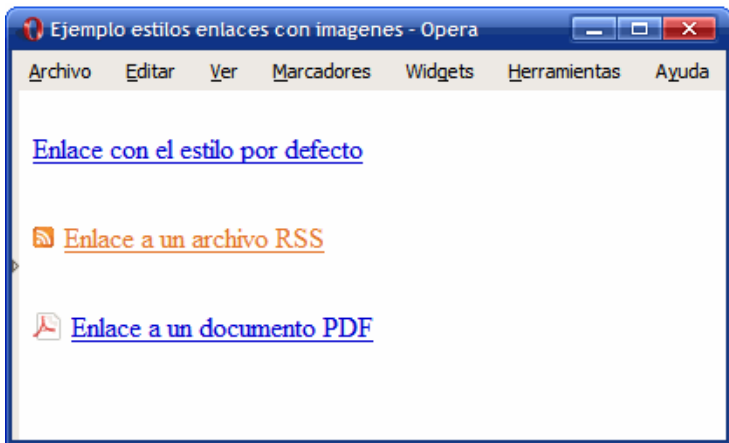 Ejemplo estilos enlaces con imagenes - Opera
Archivo Editar Ver Marcadores Widgets Herramientas Ayuda
Enlace con el estilo por defecto
Enlace a un archivo RSS
Enlace a un documento PDF